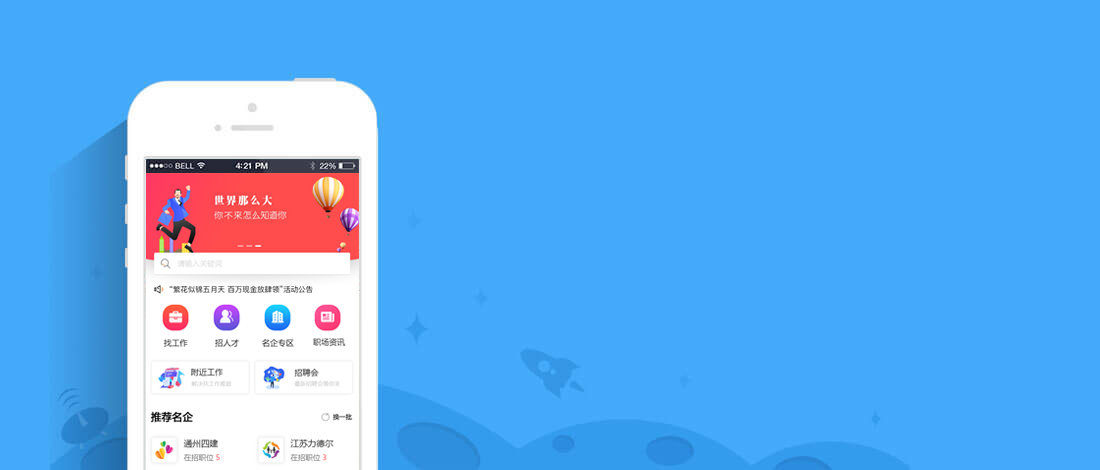 BELL 4:21 PM 22%
世界那么大
你不来怎么知道你
请输入关键词
“繁花似锦五月天 百万现金放肆领”活动公告
找工作 招人才 名企专区 职场资讯
附近工作 招聘会
推荐名企 换一批
通州四建 江苏力德尔
在招职位 5 在招职位 3